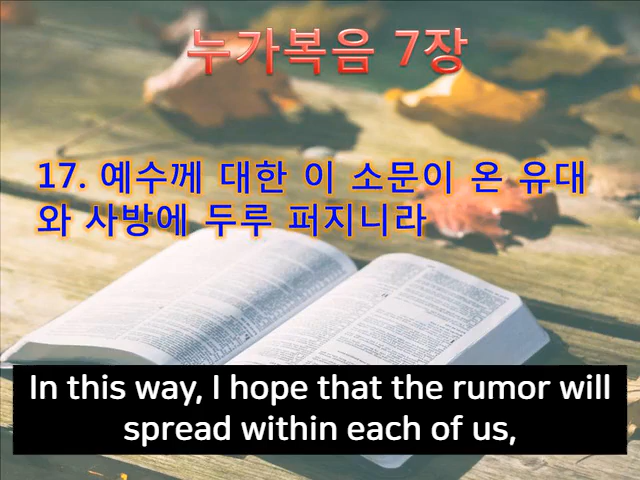 누가복음 7장
17. 예수께 대한 이 소문이 온 유대
와 사방에 두루 퍼지니라
In this way, I hope that the rumor will
spread within each of us,